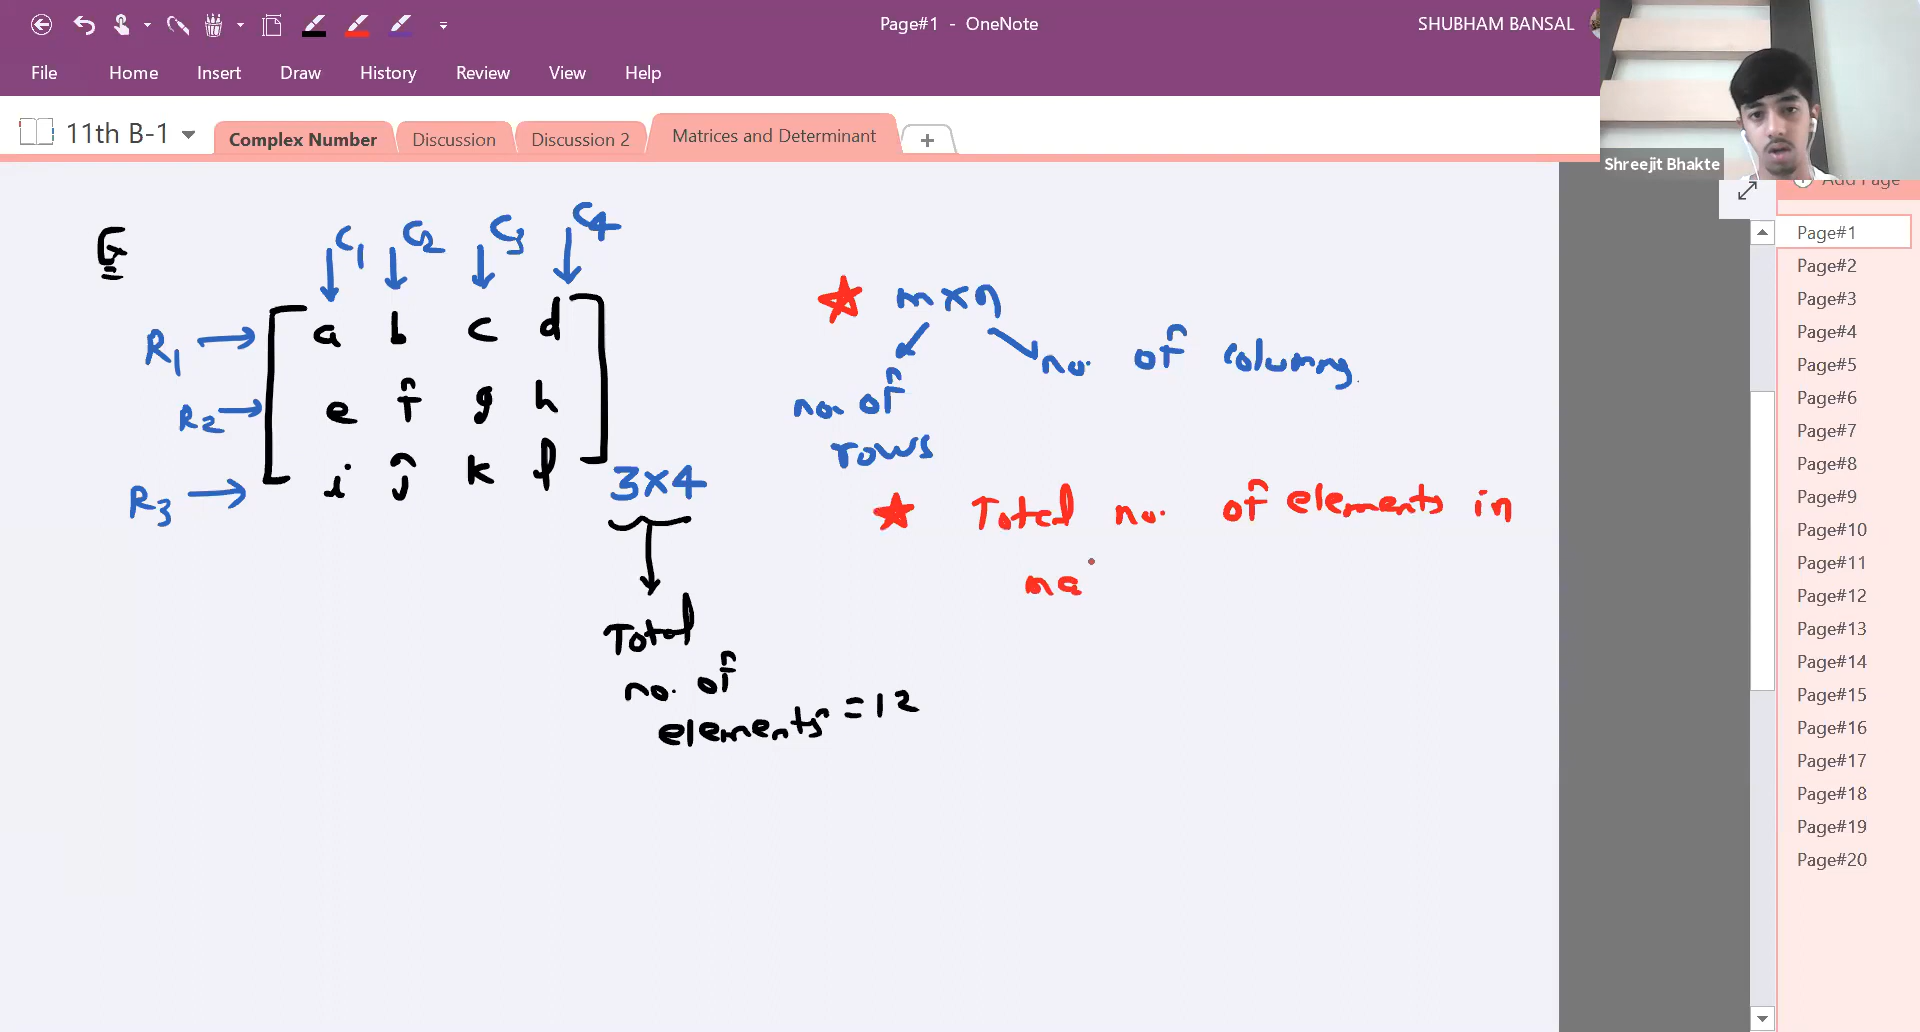 Page#1 - OneNote
SHUBHAM BANSAL
File Home Insert Draw History Review View Help
11th B-1
Complex Number
Discussion
Discussion 2
Matrices and Determinant
Shreejit Bhakte
Add Page
Page#1
Page#2
Page#3
Page#4
Page#5
Page#6
Page#7
Page#8
Page#9
Page#10
Page#11
Page#12
Page#13
Page#14
Page#15
Page#16
Page#17
Page#18
Page#19
Page#20
C1 C2 C3 C4
R1 → a b c d
R2 → e f g h
R3 → i j k l
3×4
Total
no. of
elements = 12
★ m×n
no. of columns
no. of
rows
★ Total no. of elements in
ma